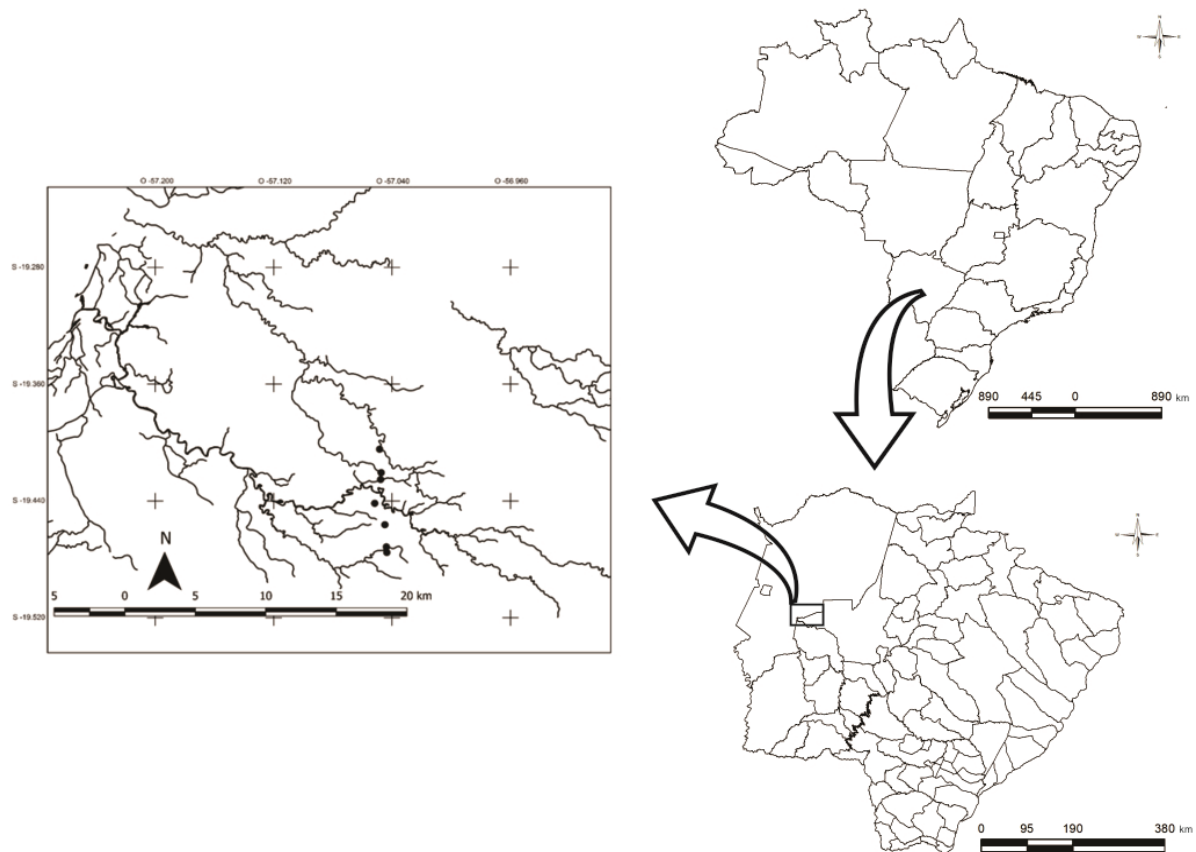 O -57.200 O -57.120 O -57.040 O -56.960
S -19.280
S -19.360
S -19.440
S -19.520
N
5 0 5 10 15 20 km
N
W E
S
890 445 0 890 km
N
W E
S
0 95 190 380 km